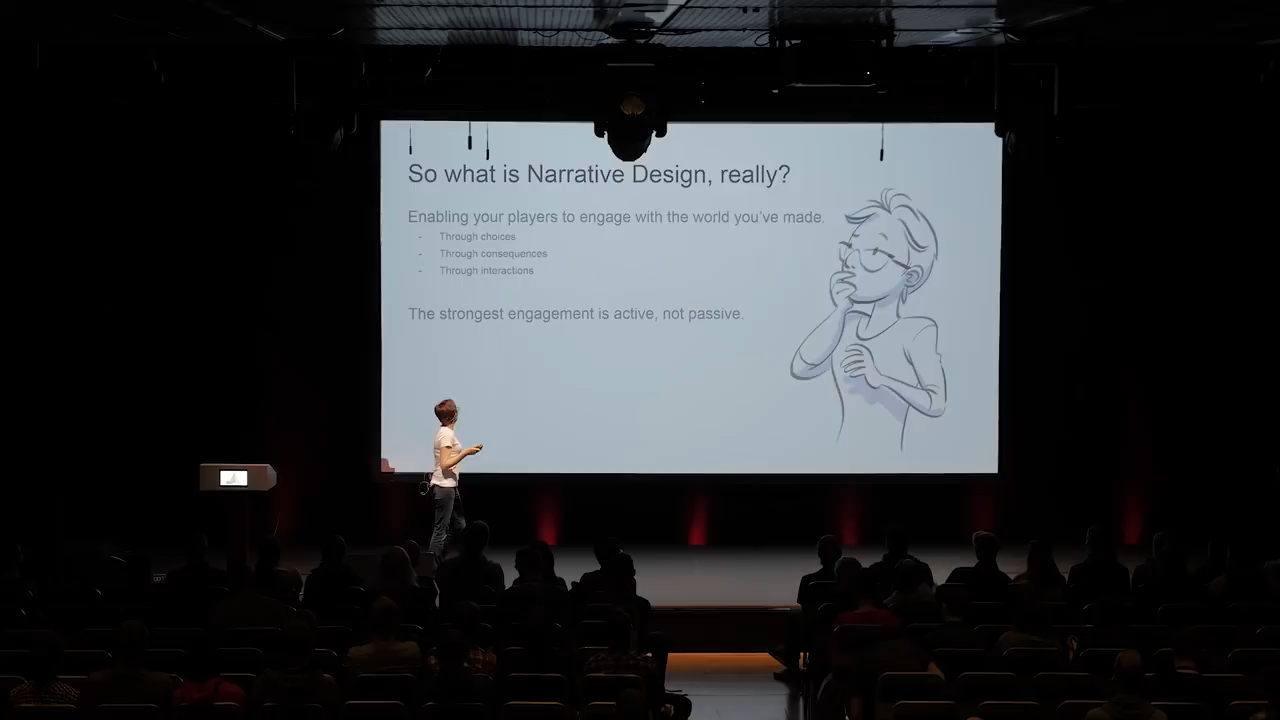 So what is Narrative Design, really?
Enabling your players to engage with the world you've made.
- Through choices
- Through consequences
- Through interactions
The strongest engagement is active, not passive.